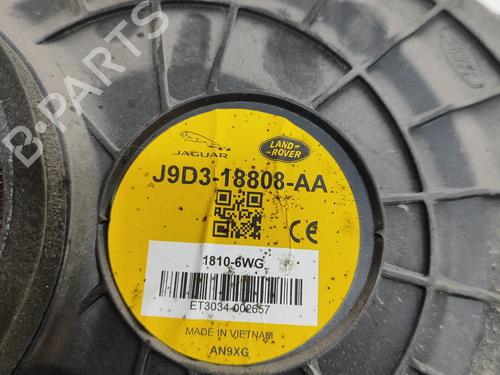 B-PARTS
JAGUAR
LAND
ROVER
J9D3-18808-AA
CE
1810-6WG
ET3034-002657
MADE IN VIETNAM
AN9XG